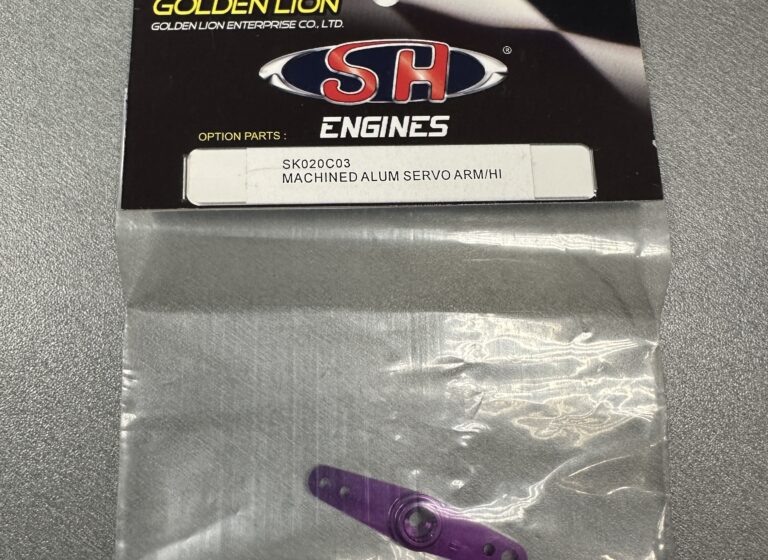 GOLDEN LION
GOLDEN LION ENTERPRISE CO., LTD.
SH®
ENGINES
OPTION PARTS :
SK020C03
MACHINED ALUM SERVO ARM/HI